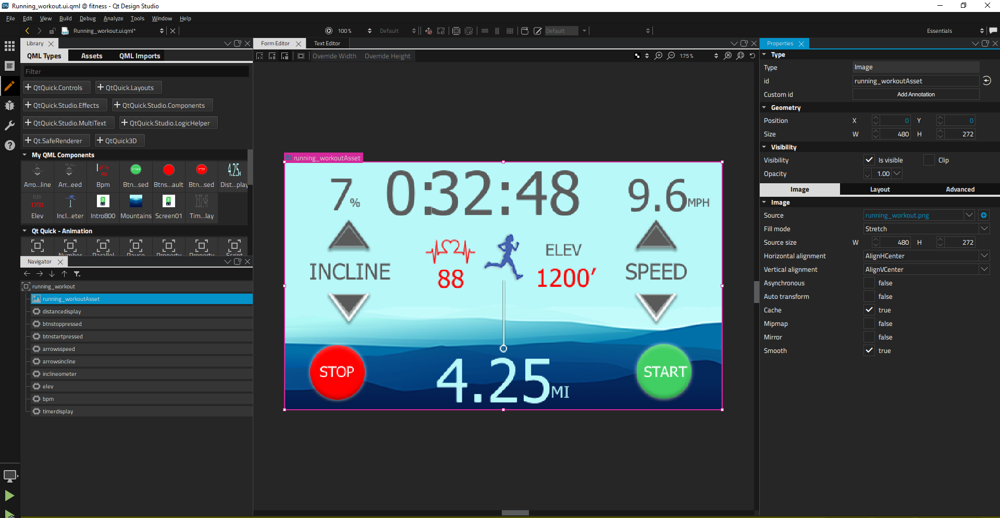 Running_workout.ui.qml @ fitness - Qt Design Studio
File Edit View Build Debug Analyze Tools Window Help
Running_workout.ui.qml*
100%
Default
Default
Essentials
Library
Form Editor
Text Editor
Properties
QML Types Assets QML Imports
Override Width Override Height
175%
Filter
QtQuick.Controls
QtQuick.Layouts
QtQuick.Studio.Effects
QtQuick.Studio.Components
QtQuick.Studio.MultiText
QtQuick.Studio.LogicHelper
Qt.SafeRenderer
QtQuick3D
My QML Components
Arro...line Arr...eed Bpm Btn...sed Btns...ault Btn...sed Dist...play
Elev Incl...eter Intro800 Mountains Screen01 Tim...lay
Qt Quick - Animation
Number Parallel Pause Property Property Script
Navigator
running_workout
running_workoutAsset
distancedisplay
btnstoppressed
btnstartpressed
arrowsspeed
arrowsincline
inclineometer
elev
bpm
timerdisplay
running_workoutAsset
7%
0:32:48
9.6MPH
INCLINE
88
ELEV
1200′
SPEED
STOP
4.25MI
START
Type
Type Image
id running_workoutAsset
Custom id Add Annotation
Geometry
Position X 0 Y 0
Size W 480 H 272
Visibility
Visibility Is visible Clip
Opacity 1.00
Image Layout Advanced
Image
Source running_workout.png
Fill mode Stretch
Source size W 480 H 272
Horizontal alignment AlignHCenter
Vertical alignment AlignVCenter
Asynchronous false
Auto transform false
Cache true
Mipmap false
Mirror false
Smooth true